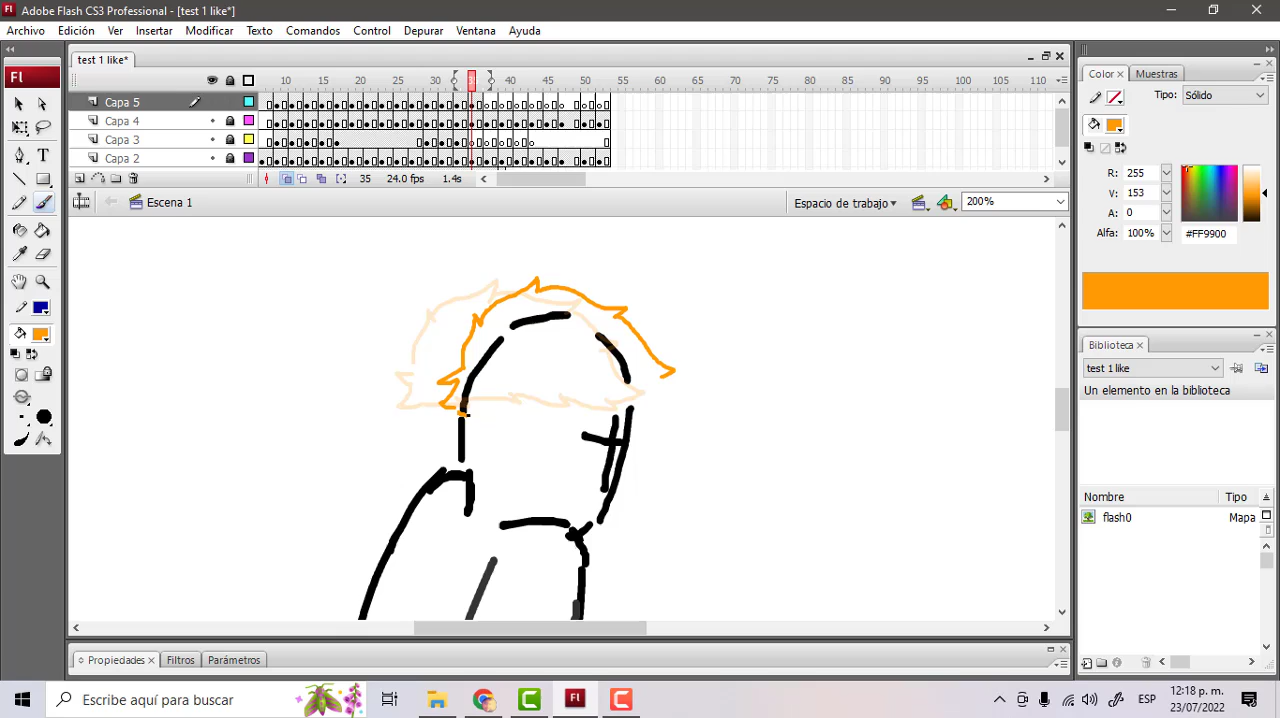 Fl Adobe Flash CS3 Professional - [test 1 like*]
Archivo Edición Ver Insertar Modificar Texto Comandos Control Depurar Ventana Ayuda
test 1 like*
10 15 20 25 30 40 45 50 55 60 65 70 75 80 85 90 95 100 105 110
Capa 5
Capa 4
Capa 3
Capa 2
35 24.0 fps 1.4s
Escena 1 Espacio de trabajo 200%
Fl
Color Muestras
Tipo: Sólido
R: 255
V: 153
A: 0
Alfa: 100% #FF9900
Biblioteca
test 1 like
Un elemento en la biblioteca
Nombre Tipo
flash0 Mapa
Propiedades Filtros Parámetros
Escribe aquí para buscar
ESP
12:18 p. m.
23/07/2022